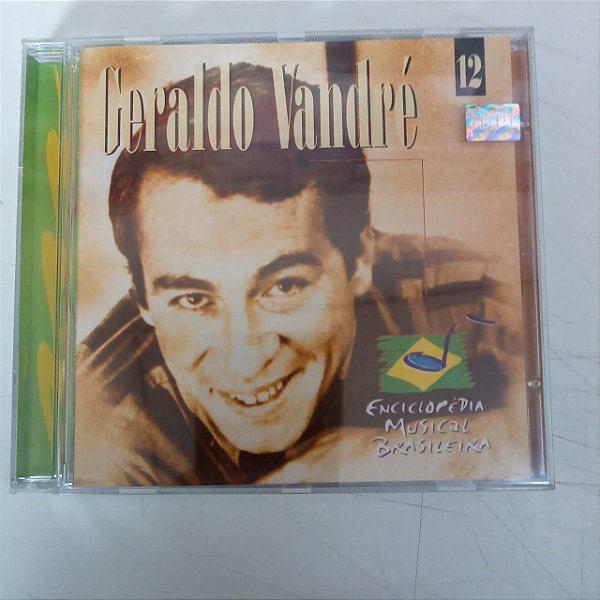 Geraldo Vandré
12
Enciclopédia
Musical
Brasileira